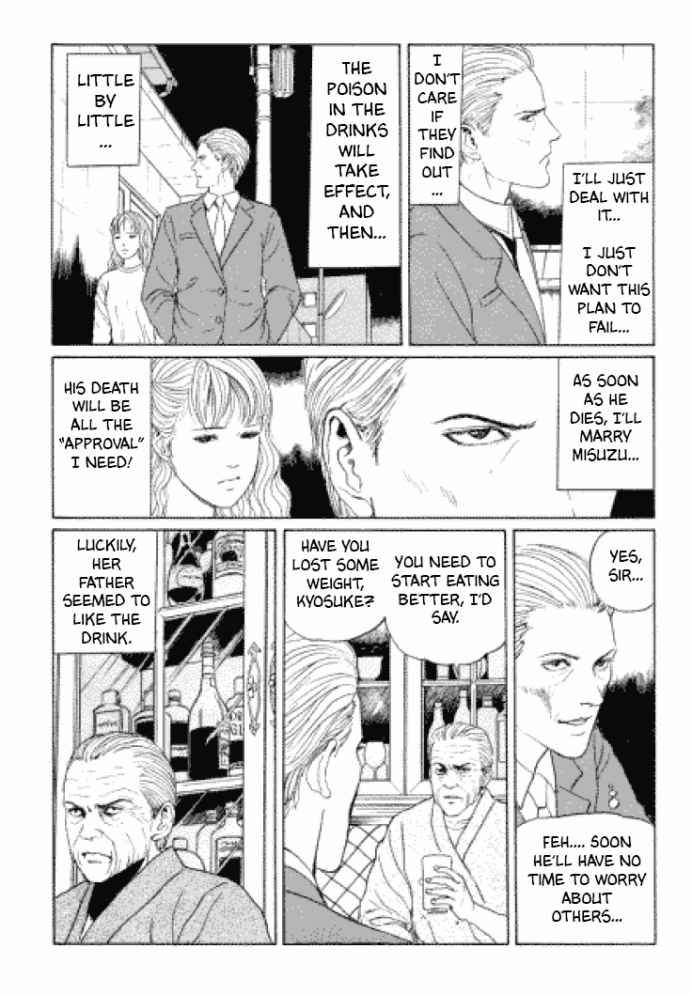 LITTLE
BY
LITTLE
...
THE
POISON
IN THE
DRINKS
WILL
TAKE
EFFECT,
AND
THEN...
I
DON'T
CARE
IF
THEY
FIND
OUT
...
I'LL JUST
DEAL WITH
IT...
I JUST
DON'T
WANT THIS
PLAN TO
FAIL...
HIS DEATH
WILL BE
ALL THE
"APPROVAL"
I NEED!
AS SOON
AS HE
DIES, I'LL
MARRY
MISUZU...
LUCKILY,
HER
FATHER
SEEMED TO
LIKE THE
DRINK.
HAVE YOU
LOST SOME
WEIGHT,
KYOSUKE?
YOU NEED TO
START EATING
BETTER, I'D
SAY.
YES,
SIR...
FEH.... SOON
HE'LL HAVE NO
TIME TO WORRY
ABOUT
OTHERS...